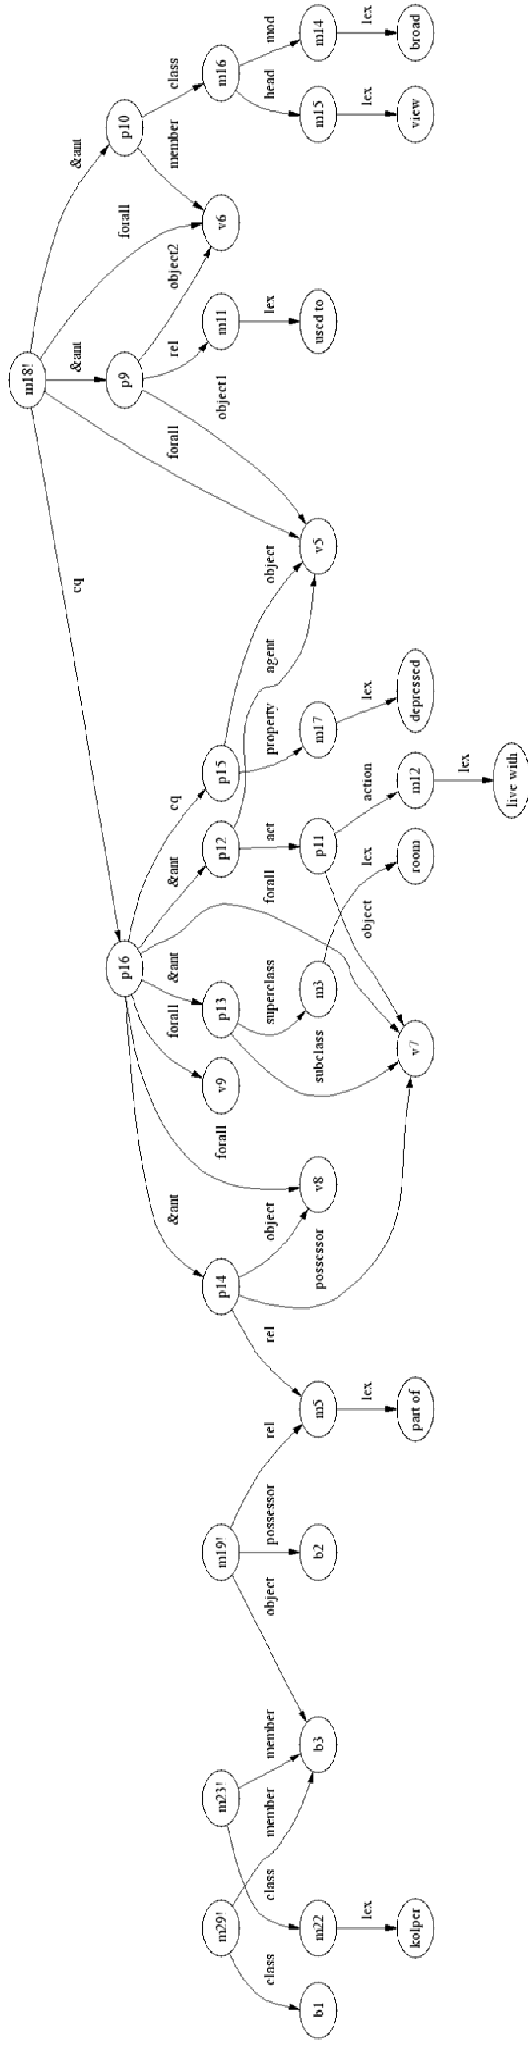 m18!
&ant
forall
&ant
forall
cq
p10
class
member
m16
mod
head
m14
lex
broad
m15
lex
view
v6
p9
object2
rel
object1
m11
lex
used to
v5
p16
cq
&ant
forall
&ant
forall
forall
&ant
p15
object
property
m17
lex
depressed
p12
agent
act
p11
action
object
m12
lex
live with
p13
superclass
subclass
m3
lex
room
v7
v9
v8
p14
object
possessor
rel
m5
lex
part of
m19!
rel
possessor
object
b2
b3
m23!
member
class
m29!
member
class
m22
lex
kolper
b1